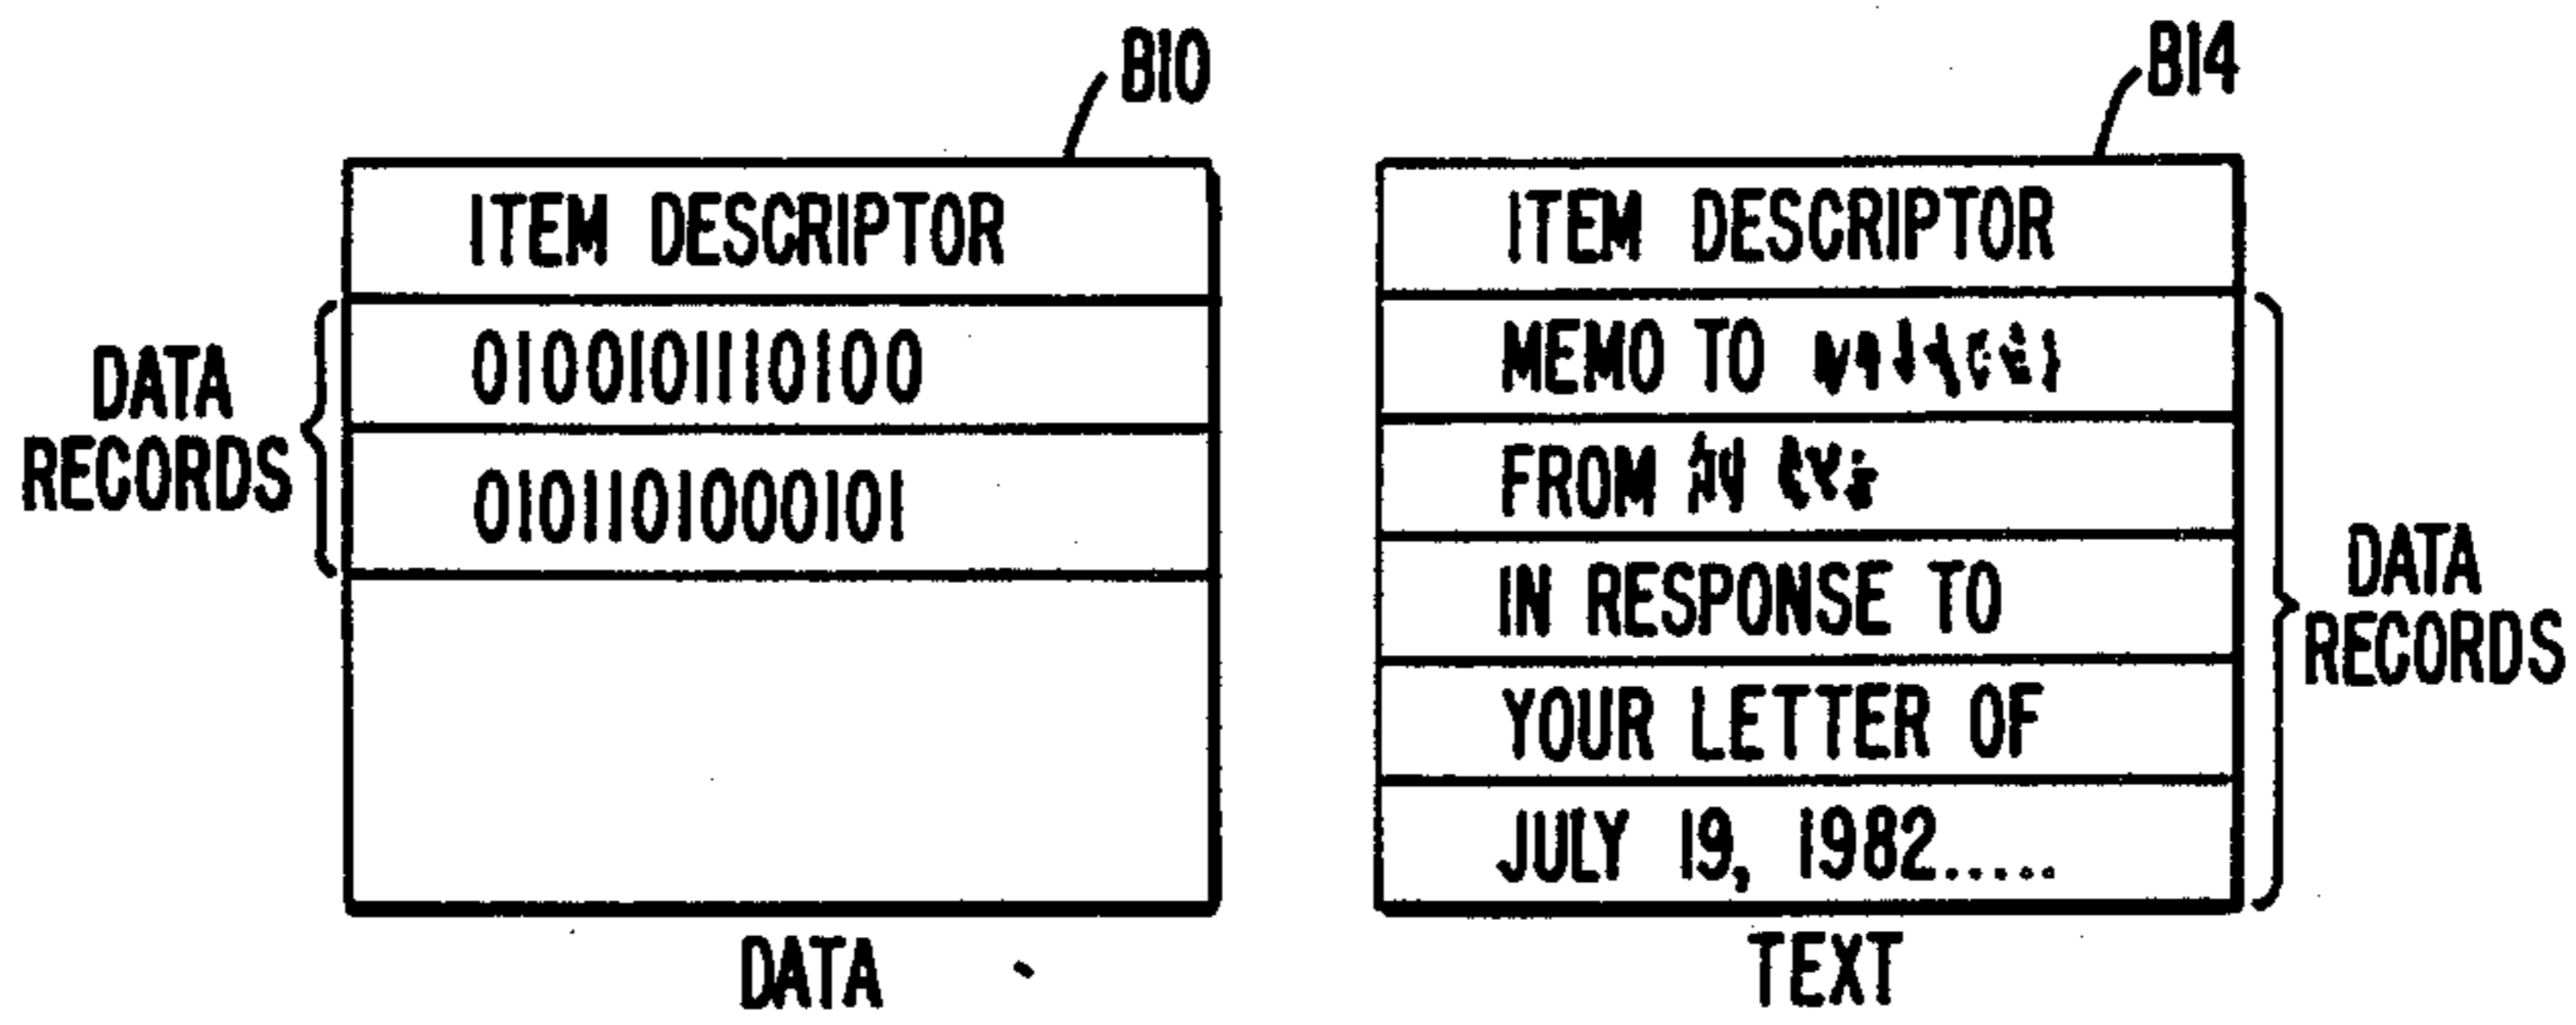 B10
ITEM DESCRIPTOR
DATA
RECORDS
0100101110100
0101101000101
DATA
B14
ITEM DESCRIPTOR
MEMO TO
FROM
IN RESPONSE TO
YOUR LETTER OF
JULY 19, 1982.....
DATA
RECORDS
TEXT